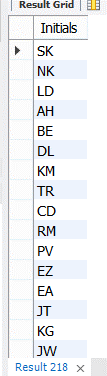 Result Grid
Initials
SK
NK
LD
AH
BE
DL
KM
TR
CD
RM
PV
EZ
EA
JT
KG
JW
Result 218